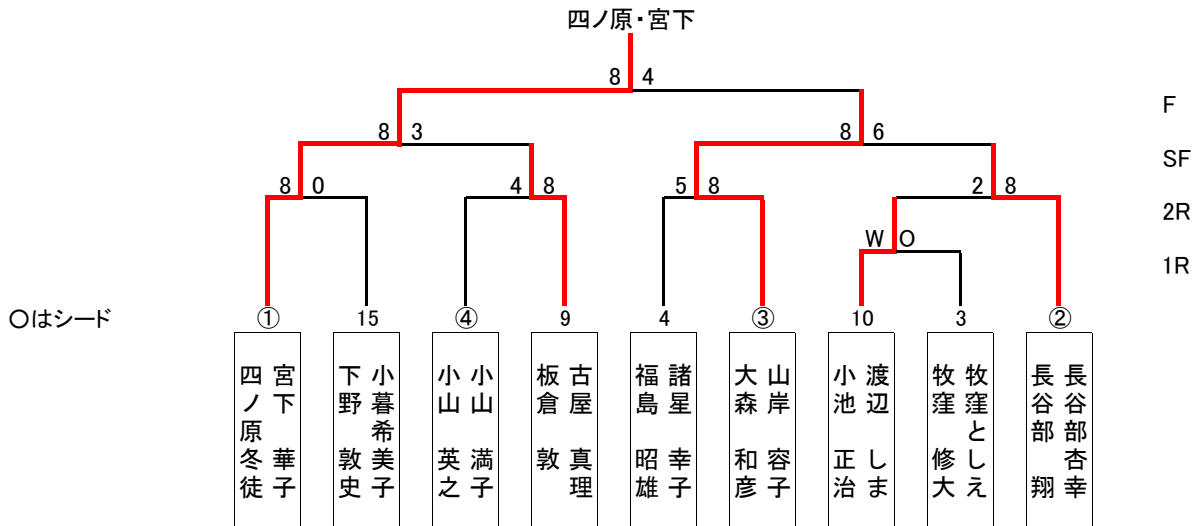 四ノ原・宮下
8 4
F
8 3
8 6
SF
8 0
4 8
5 8
2 8
2R
W O
1R
〇はシード
① 15 ④ 9 4 ③ 10 3 ②
宮下 華子
四ノ原冬徒
小暮希美子
下野 敦史
小山 満子
小山 英之
古屋 真理
板倉 敦
諸星 幸子
福島 昭雄
山岸 容子
大森 和彦
渡辺 しま
小池 正治
牧窪としえ
牧窪 修大
長谷部杏幸
長谷部 翔